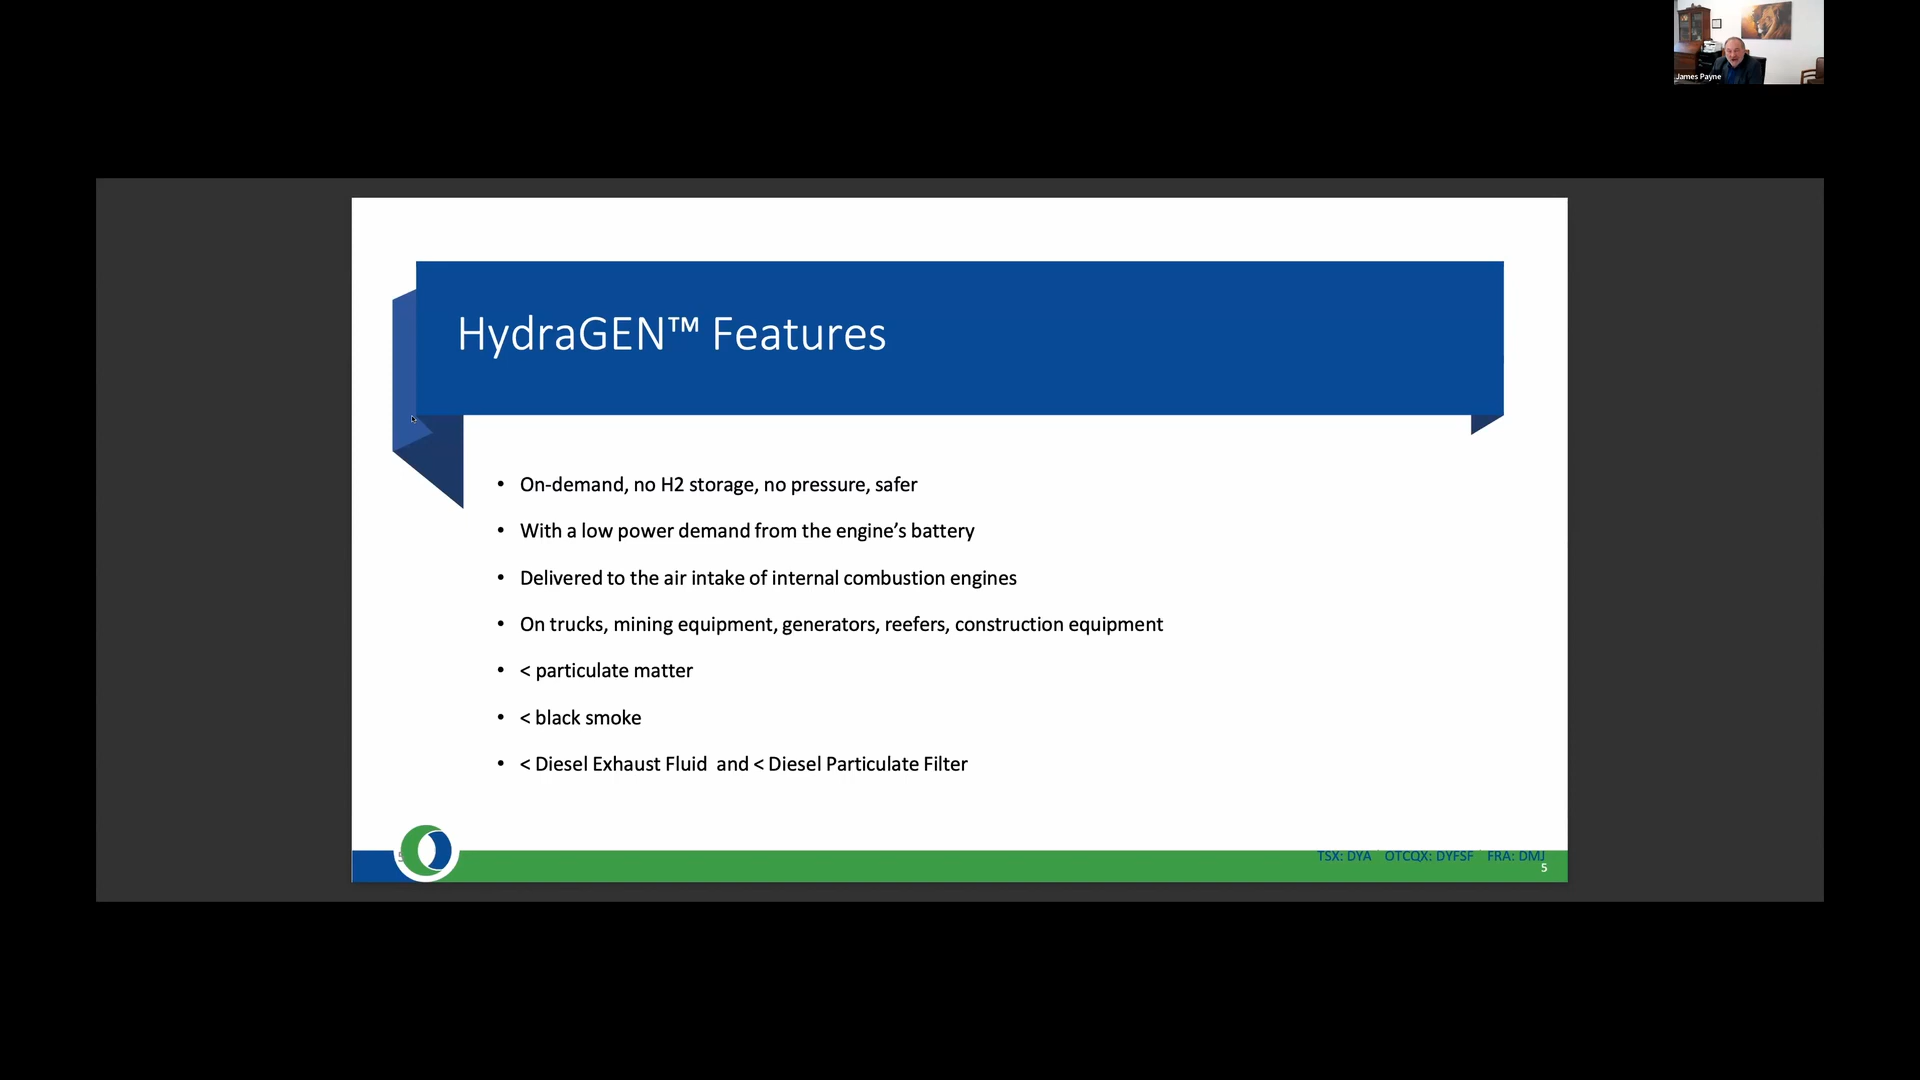 James Payne
HydraGEN™ Features
• On-demand, no H2 storage, no pressure, safer
• With a low power demand from the engine’s battery
• Delivered to the air intake of internal combustion engines
• On trucks, mining equipment, generators, reefers, construction equipment
• < particulate matter
• < black smoke
• < Diesel Exhaust Fluid  and < Diesel Particulate Filter
TSX: DYA OTCQX: DYFSF FRA: DMJ
5